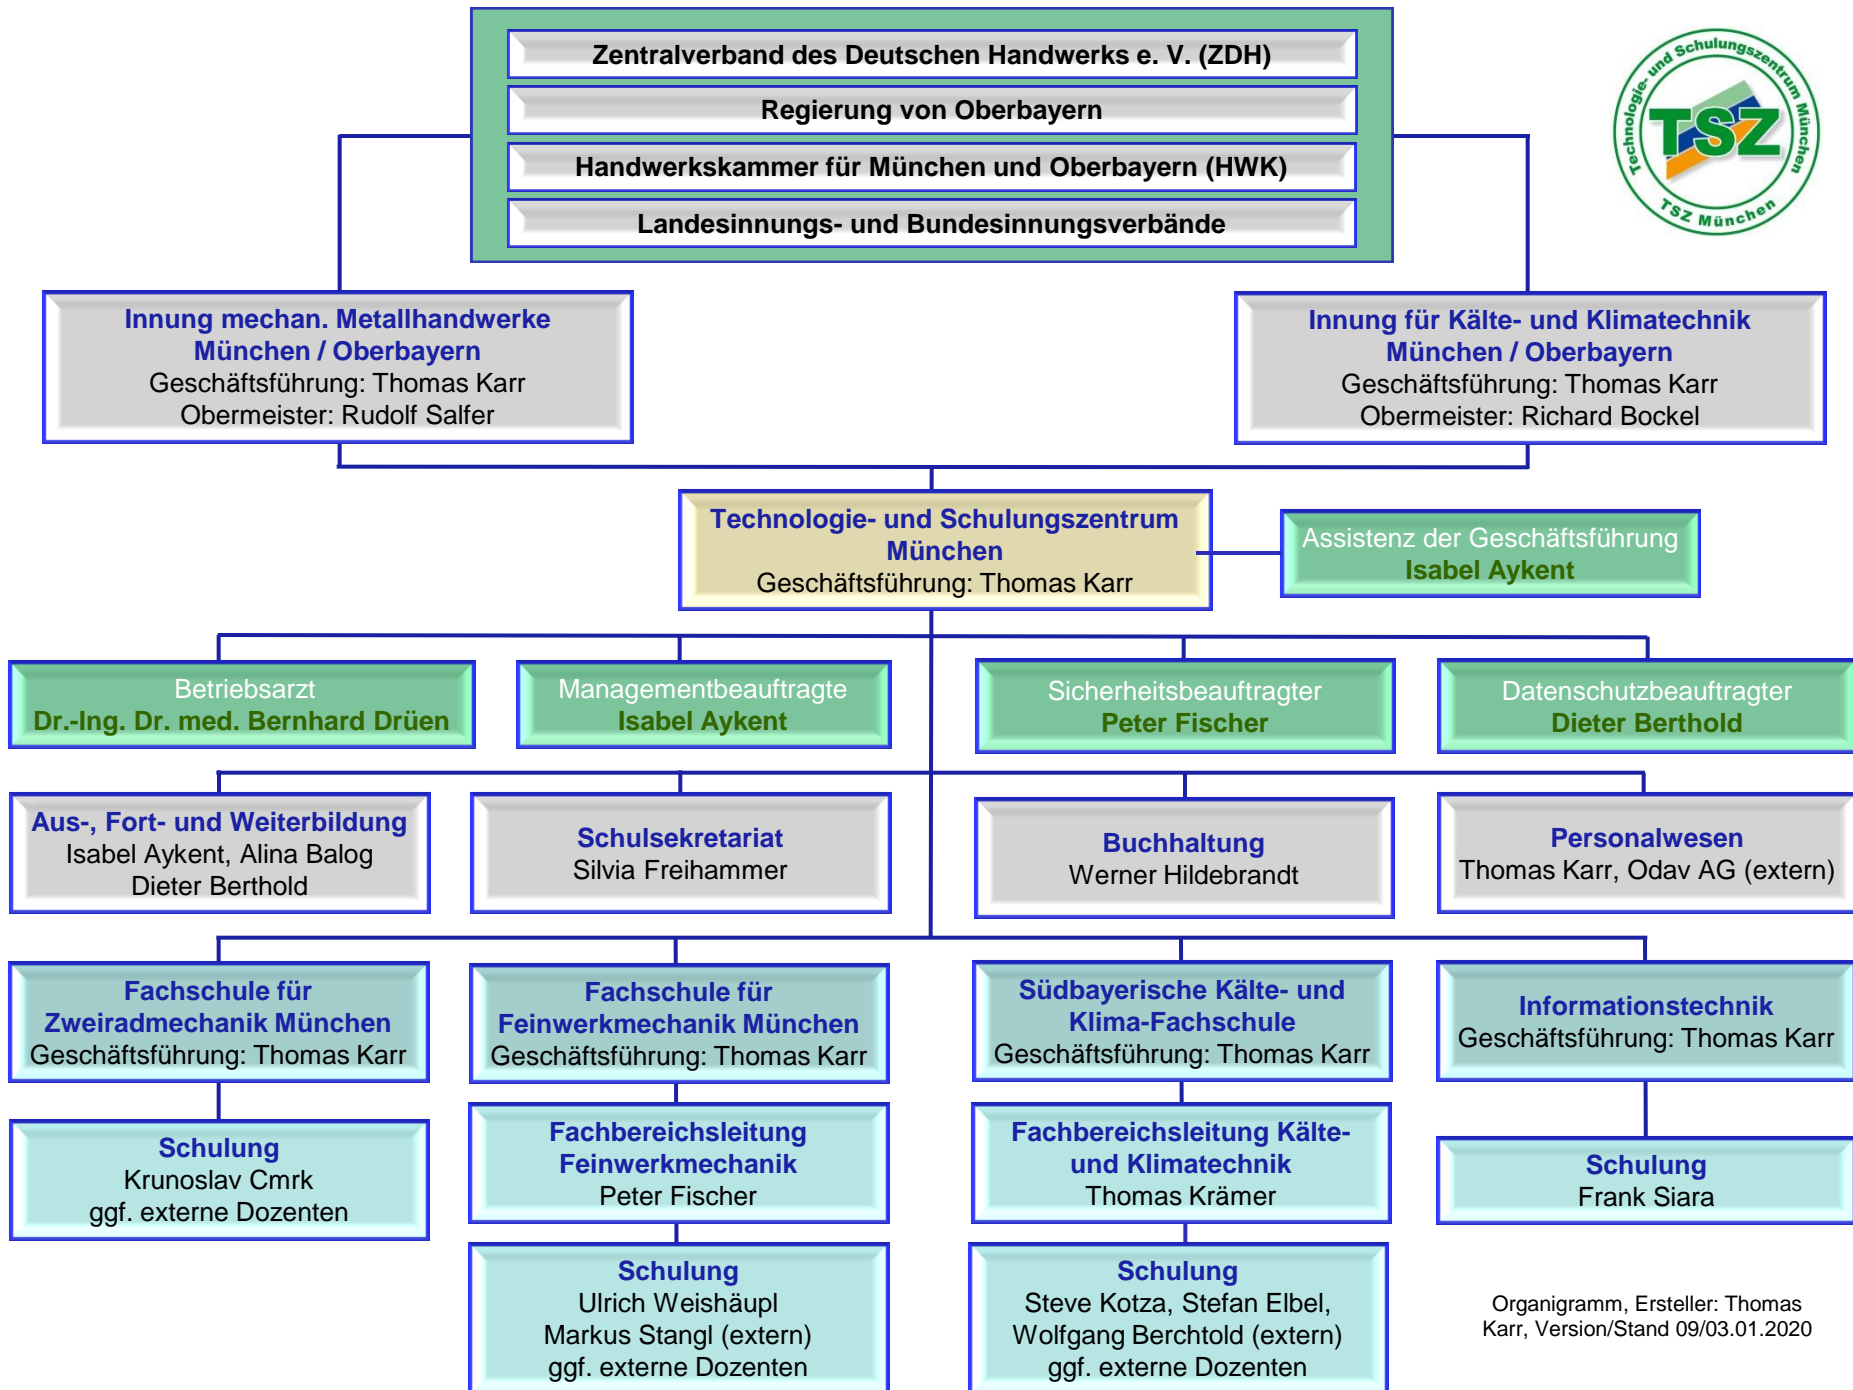 Zentralverband des Deutschen Handwerks e. V. (ZDH)
Regierung von Oberbayern
Handwerkskammer für München und Oberbayern (HWK)
Landesinnungs- und Bundesinnungsverbände
Technologie- und Schulungszentrum München
TSZ
TSZ München
Innung mechan. Metallhandwerke
München / Oberbayern
Geschäftsführung: Thomas Karr
Obermeister: Rudolf Salfer
Innung für Kälte- und Klimatechnik
München / Oberbayern
Geschäftsführung: Thomas Karr
Obermeister: Richard Bockel
Technologie- und Schulungszentrum
München
Geschäftsführung: Thomas Karr
Assistenz der Geschäftsführung
Isabel Aykent
Betriebsarzt
Dr.-Ing. Dr. med. Bernhard Drüen
Managementbeauftragte
Isabel Aykent
Sicherheitsbeauftragter
Peter Fischer
Datenschutzbeauftragter
Dieter Berthold
Aus-, Fort- und Weiterbildung
Isabel Aykent, Alina Balog
Dieter Berthold
Schulsekretariat
Silvia Freihammer
Buchhaltung
Werner Hildebrandt
Personalwesen
Thomas Karr, Odav AG (extern)
Fachschule für
Zweiradmechanik München
Geschäftsführung: Thomas Karr
Fachschule für
Feinwerkmechanik München
Geschäftsführung: Thomas Karr
Südbayerische Kälte- und
Klima-Fachschule
Geschäftsführung: Thomas Karr
Informationstechnik
Geschäftsführung: Thomas Karr
Schulung
Krunoslav Cmrk
ggf. externe Dozenten
Fachbereichsleitung
Feinwerkmechanik
Peter Fischer
Fachbereichsleitung Kälte-
und Klimatechnik
Thomas Krämer
Schulung
Frank Siara
Schulung
Ulrich Weishäupl
Markus Stangl (extern)
ggf. externe Dozenten
Schulung
Steve Kotza, Stefan Elbel,
Wolfgang Berchtold (extern)
ggf. externe Dozenten
Organigramm, Ersteller: Thomas
Karr, Version/Stand 09/03.01.2020